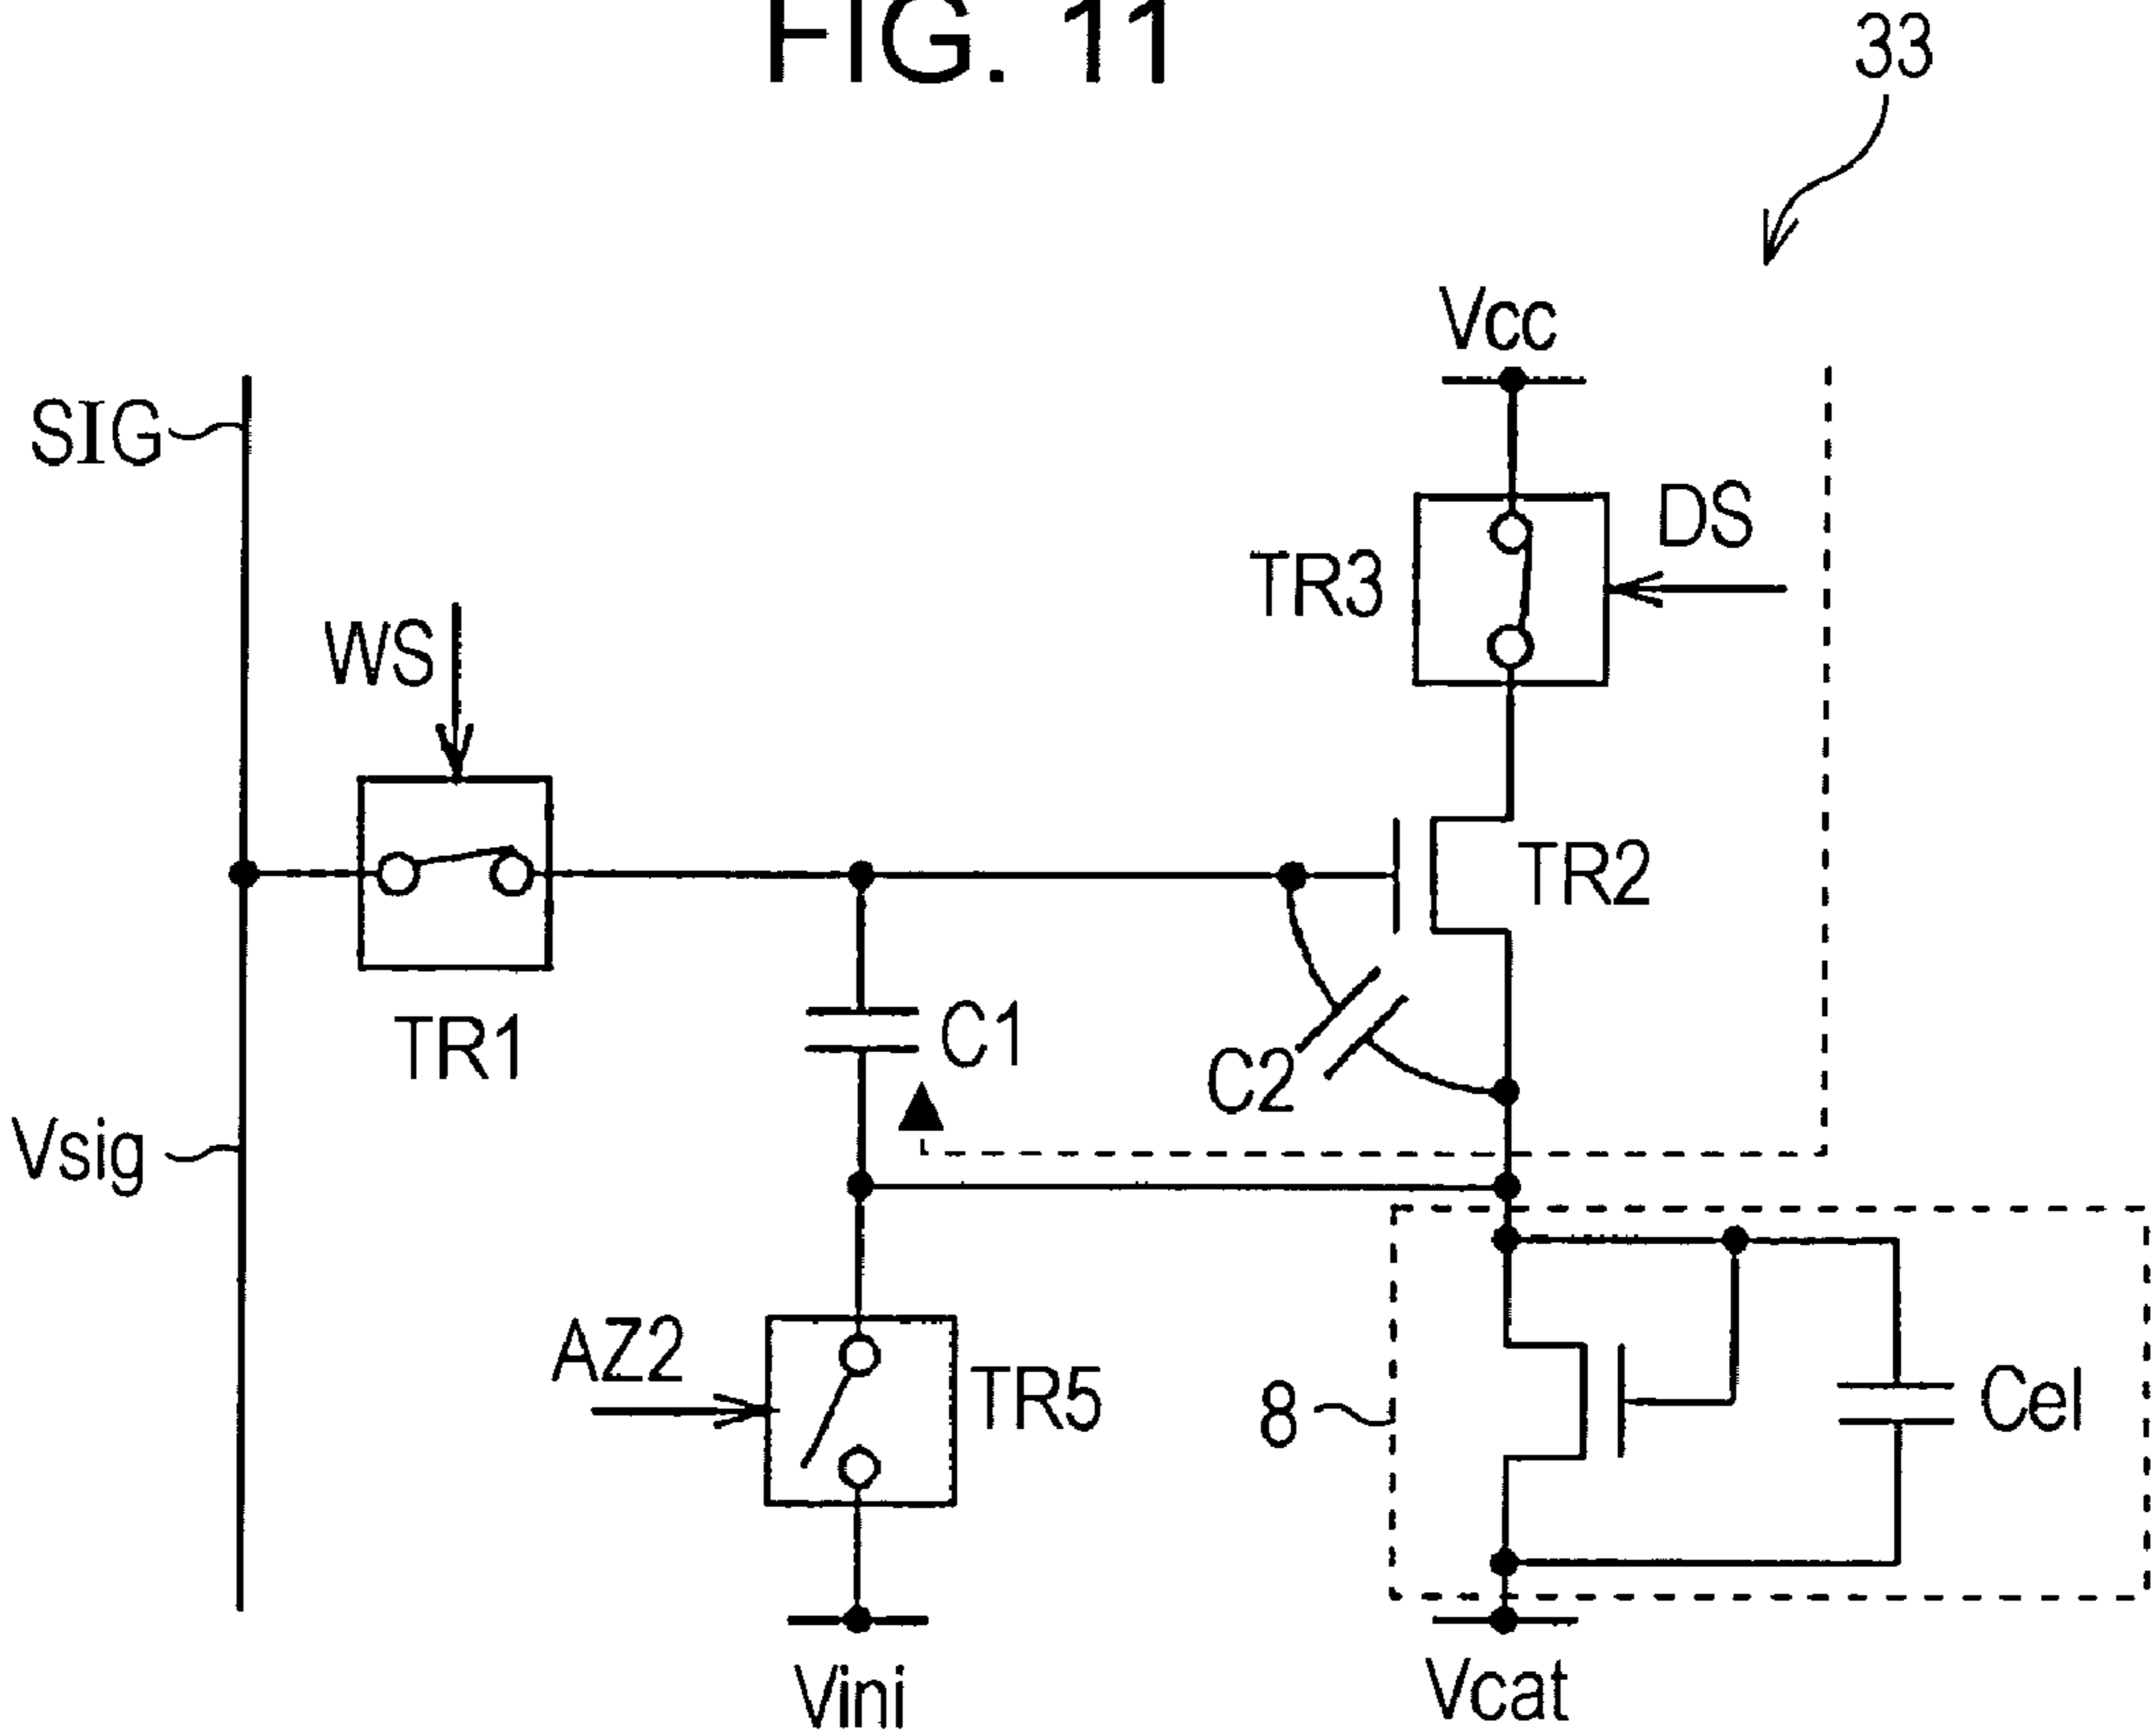 FIG. 11
33
Vcc
SIG
DS
TR3
WS
TR2
C1
TR1
C2
Vsig
AZ2
TR5
8
Cel
Vini
Vcat